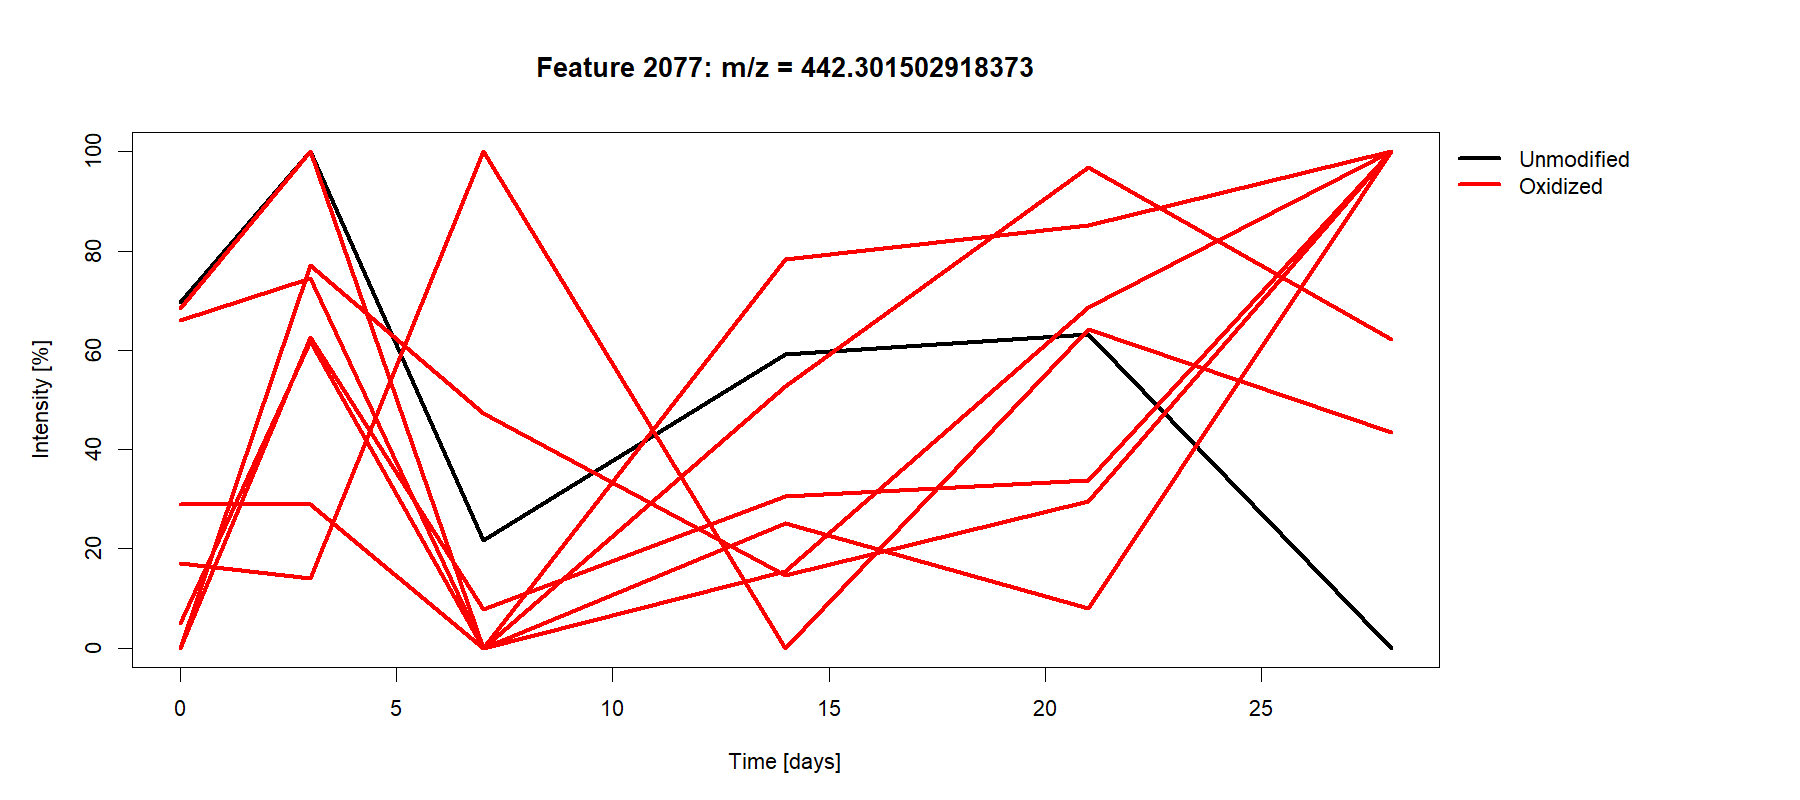 Feature 2077: m/z = 442.301502918373
Unmodified
Oxidized
Intensity [%]
100
80
60
40
20
0
0 5 10 15 20 25
Time [days]